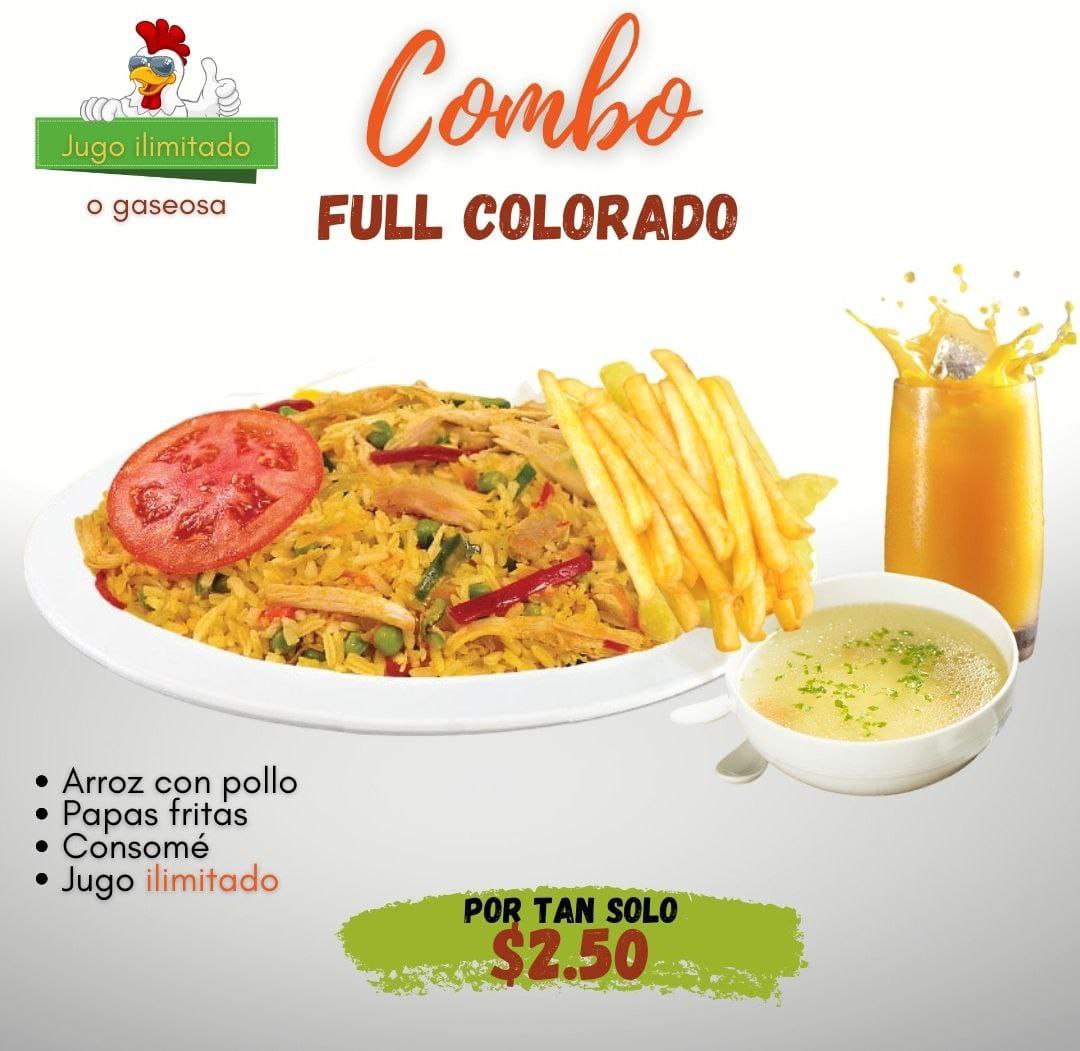 Jugo ilimitado
o gaseosa
Combo
FULL COLORADO
• Arroz con pollo
• Papas fritas
• Consomé
• Jugo ilimitado
POR TAN SOLO
$2.50